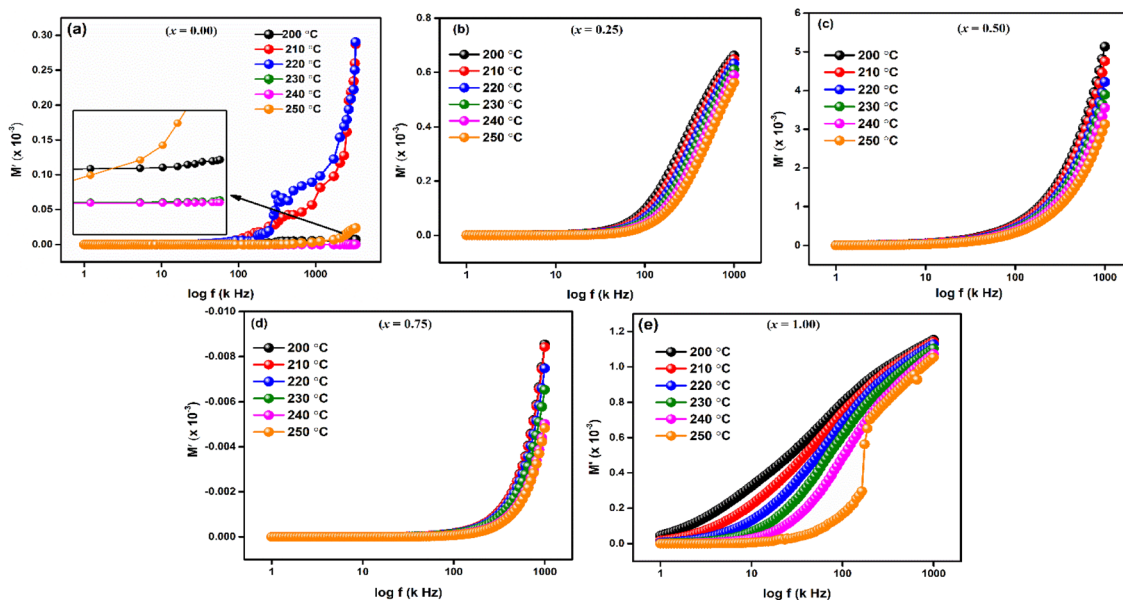 (a)
(x = 0.00)
200 °C
210 °C
220 °C
230 °C
240 °C
250 °C
0.30
0.25
0.20
0.15
0.10
0.05
0.00
M′ (x 10⁻³)
1
10
100
1000
log f (k Hz)
(b)
(x = 0.25)
200 °C
210 °C
220 °C
230 °C
240 °C
250 °C
0.8
0.6
0.4
0.2
0.0
M′ (x 10⁻³)
1
10
100
1000
log f (k Hz)
(c)
(x = 0.50)
200 °C
210 °C
220 °C
230 °C
240 °C
250 °C
6
5
4
3
2
1
0
M′ (x 10⁻³)
1
10
100
1000
log f (k Hz)
(d)
(x = 0.75)
200 °C
210 °C
220 °C
230 °C
240 °C
250 °C
-0.010
-0.008
-0.006
-0.004
-0.002
0.000
M′ (x 10⁻³)
1
10
100
1000
log f (k Hz)
(e)
(x = 1.00)
200 °C
210 °C
220 °C
230 °C
240 °C
250 °C
1.2
1.0
0.8
0.6
0.4
0.2
0.0
M' (x 10⁻³)
1
10
100
1000
log f (k Hz)